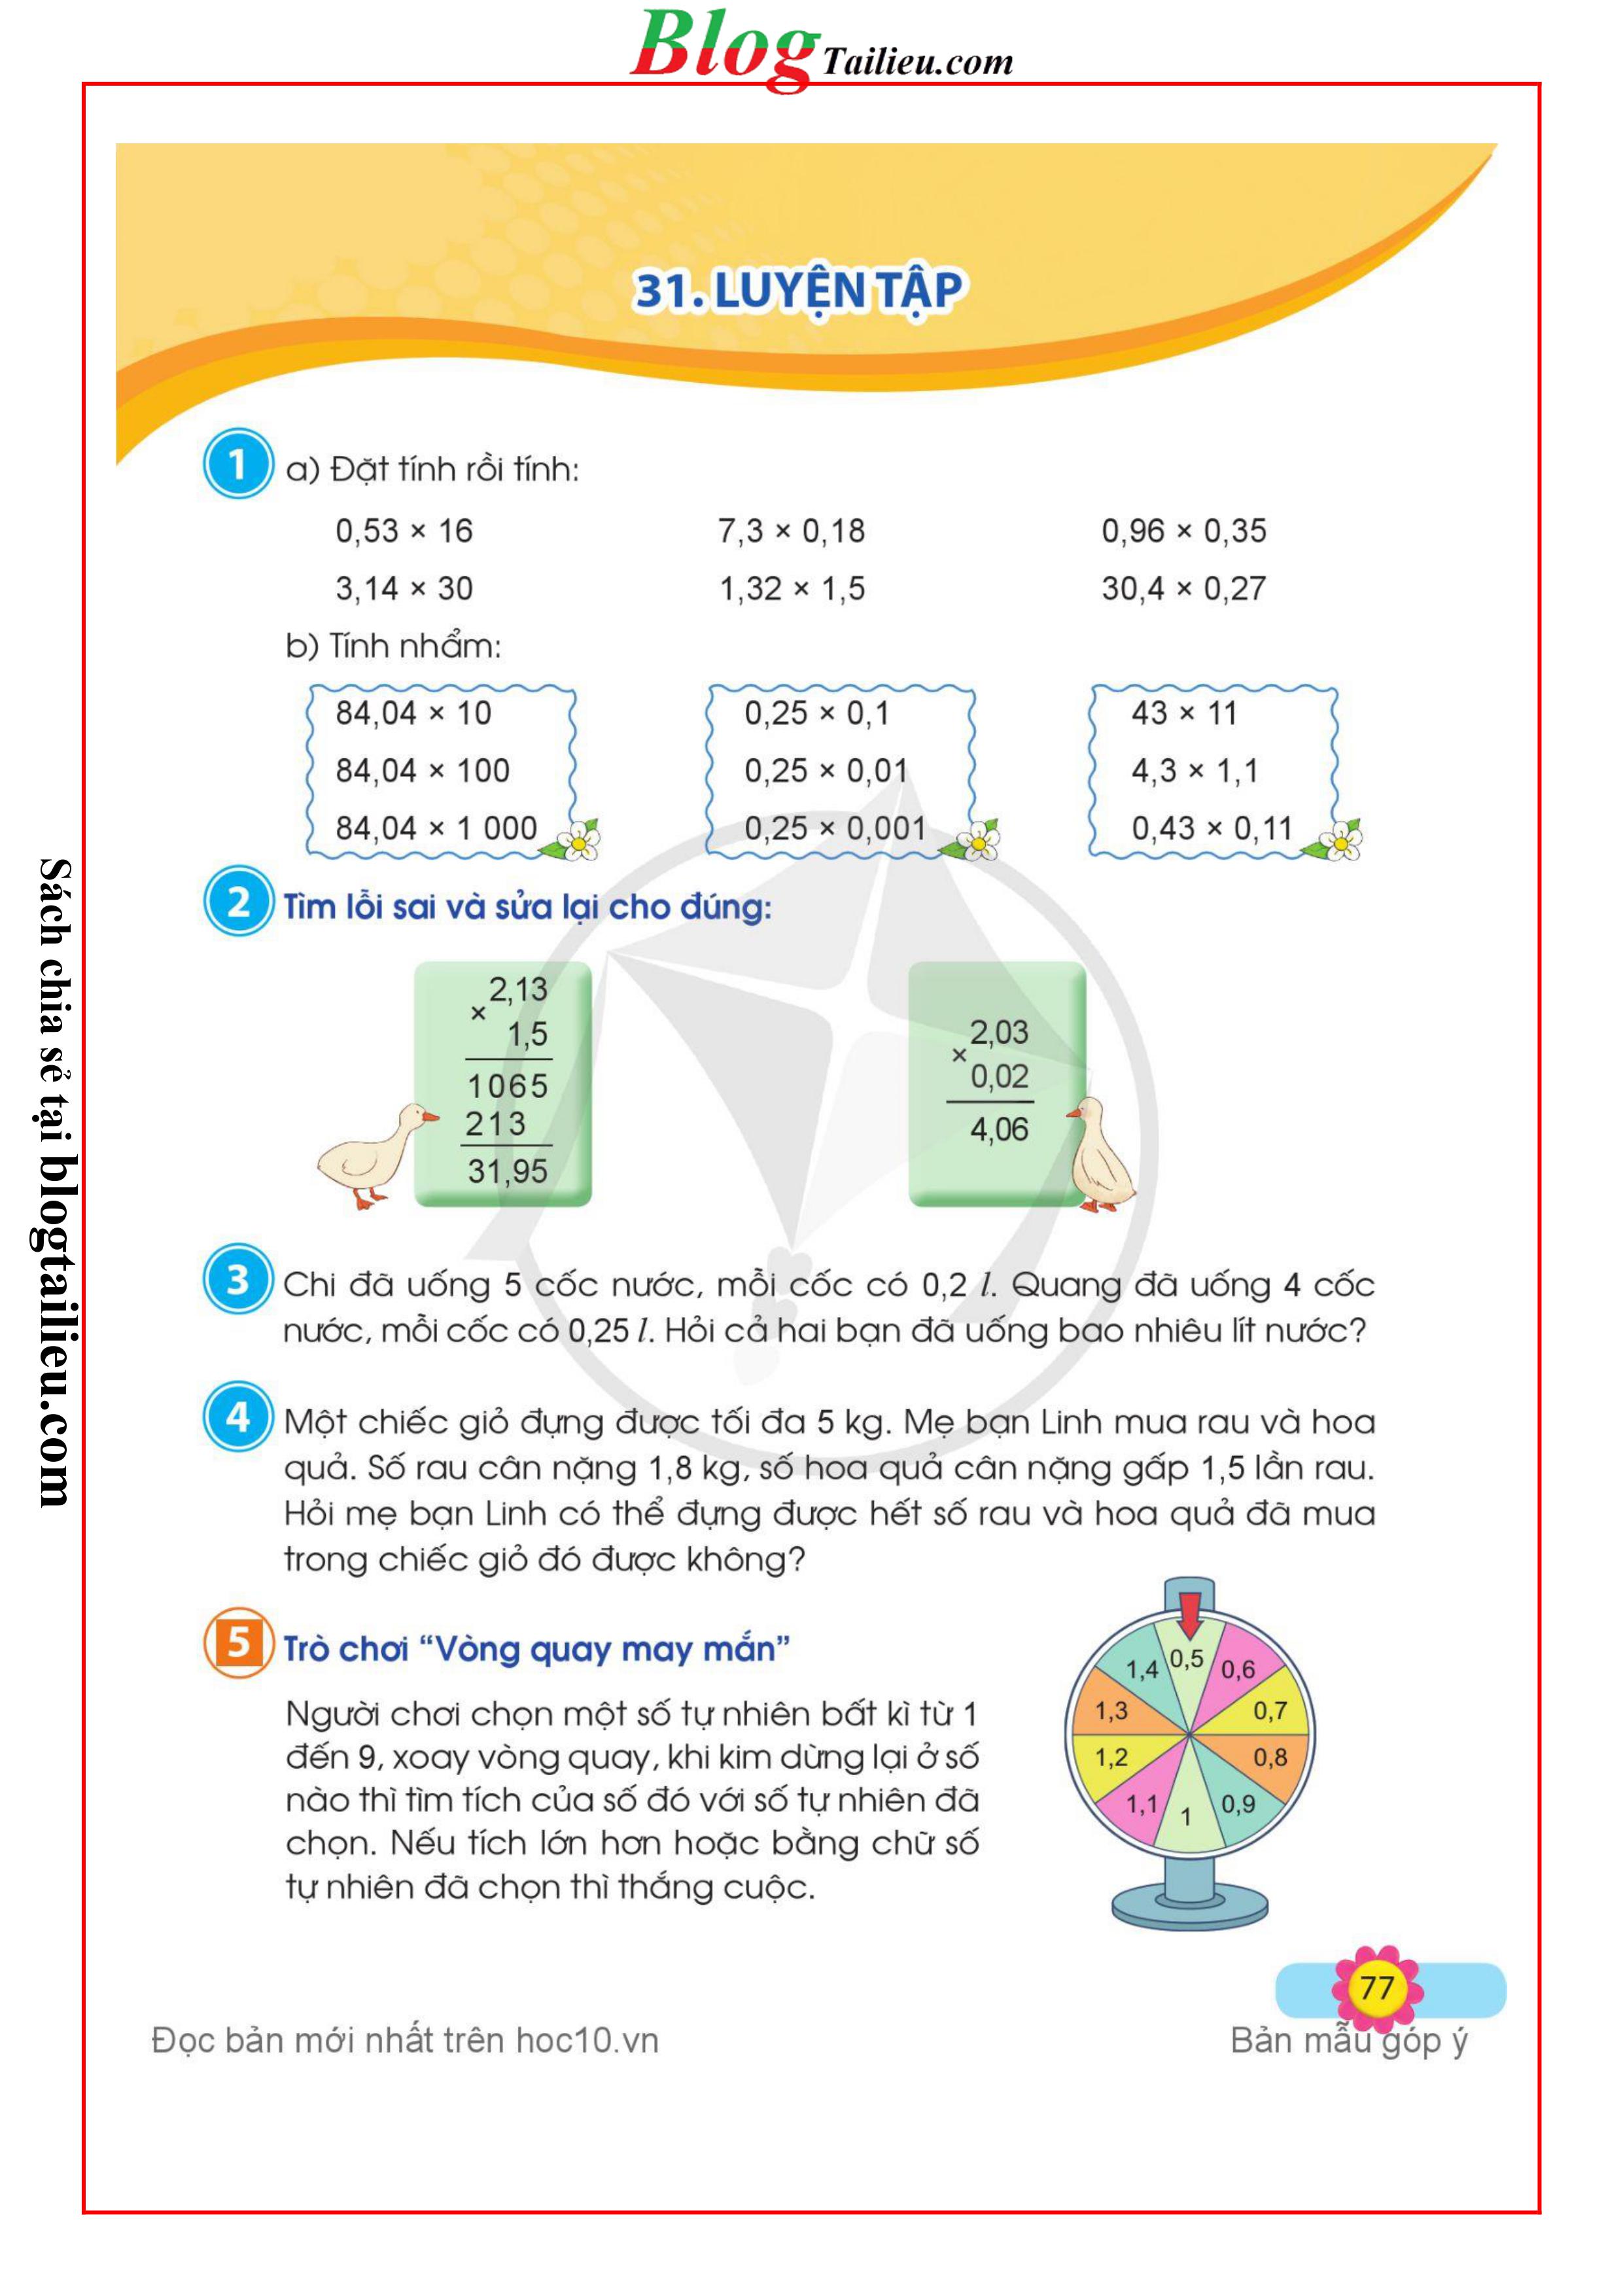 Blog Tailieu.com
31. LUYỆN TẬP
1 a) Đặt tính rồi tính:
0,53 × 16 7,3 × 0,18 0,96 × 0,35
3,14 × 30 1,32 × 1,5 30,4 × 0,27
b) Tính nhẩm:
84,04 × 10 0,25 × 0,1 43 × 11
84,04 × 100 0,25 × 0,01 4,3 × 1,1
84,04 × 1 000 0,25 × 0,001 0,43 × 0,11
2 Tìm lỗi sai và sửa lại cho đúng:
2,13
×
1,5
1065
213
31,95
2,03
×
0,02
4,06
3 Chi đã uống 5 cốc nước, mỗi cốc có 0,2 l. Quang đã uống 4 cốc
nước, mỗi cốc có 0,25 l. Hỏi cả hai bạn đã uống bao nhiêu lít nước?
4 Một chiếc giỏ đựng được tối đa 5 kg. Mẹ bạn Linh mua rau và hoa
quả. Số rau cân nặng 1,8 kg, số hoa quả cân nặng gấp 1,5 lần rau.
Hỏi mẹ bạn Linh có thể đựng được hết số rau và hoa quả đã mua
trong chiếc giỏ đó được không?
5 Trò chơi “Vòng quay may mắn”
Người chơi chọn một số tự nhiên bất kì từ 1
đến 9, xoay vòng quay, khi kim dừng lại ở số
nào thì tìm tích của số đó với số tự nhiên đã
chọn. Nếu tích lớn hơn hoặc bằng chữ số
tự nhiên đã chọn thì thắng cuộc.
0,5
0,6
0,7
0,8
0,9
1
1,1
1,2
1,3
1,4
77
Đọc bản mới nhất trên hoc10.vn Bản mẫu góp ý
Sách chia sẻ tại blogtailieu.com